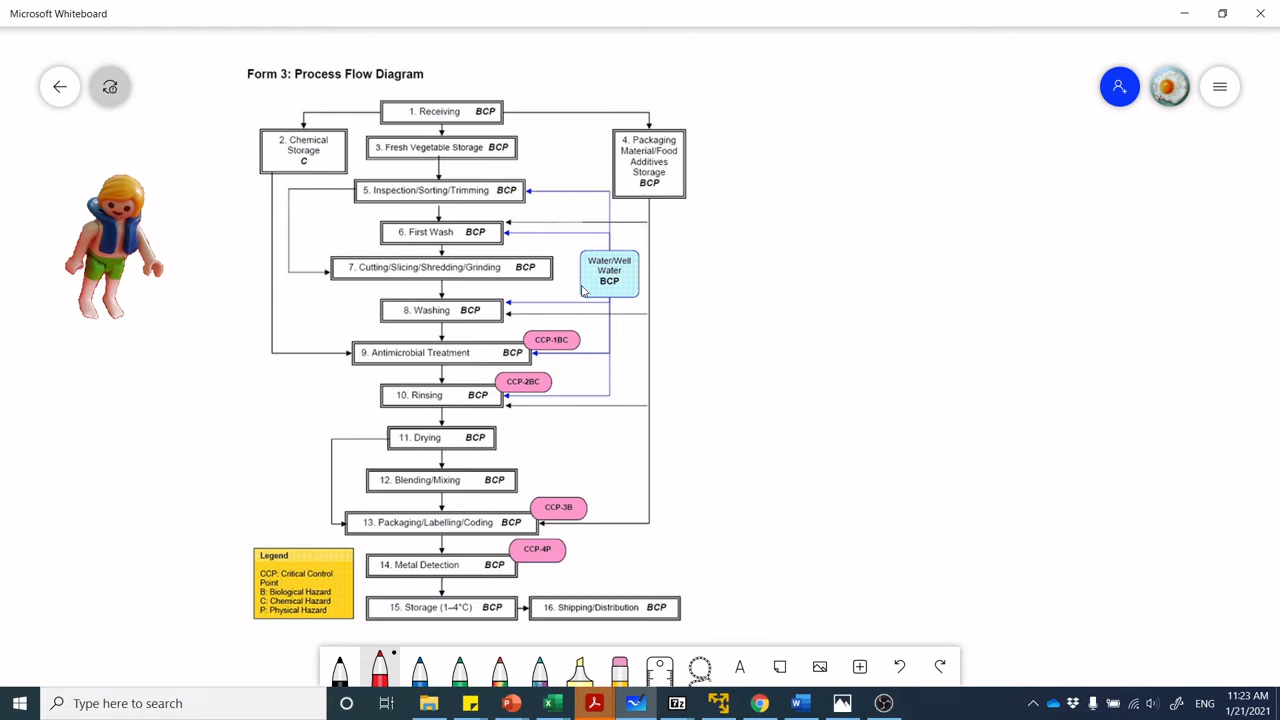 Microsoft Whiteboard
Form 3: Process Flow Diagram
1. Receiving BCP
2. Chemical
Storage
C
3. Fresh Vegetable Storage BCP
4. Packaging
Material/Food
Additives
Storage
BCP
5. Inspection/Sorting/Trimming BCP
6. First Wash BCP
Water/Well
Water
BCP
7. Cutting/Slicing/Shredding/Grinding BCP
8. Washing BCP
CCP-1BC
9. Antimicrobial Treatment BCP
CCP-2BC
10. Rinsing BCP
11. Drying BCP
12. Blending/Mixing BCP
CCP-3B
13. Packaging/Labelling/Coding BCP
CCP-4P
14. Metal Detection BCP
15. Storage (1–4°C) BCP
16. Shipping/Distribution BCP
Legend
CCP: Critical Control
Point
B: Biological Hazard
C: Chemical Hazard
P: Physical Hazard
Type here to search
ENG
11:23 AM
1/21/2021